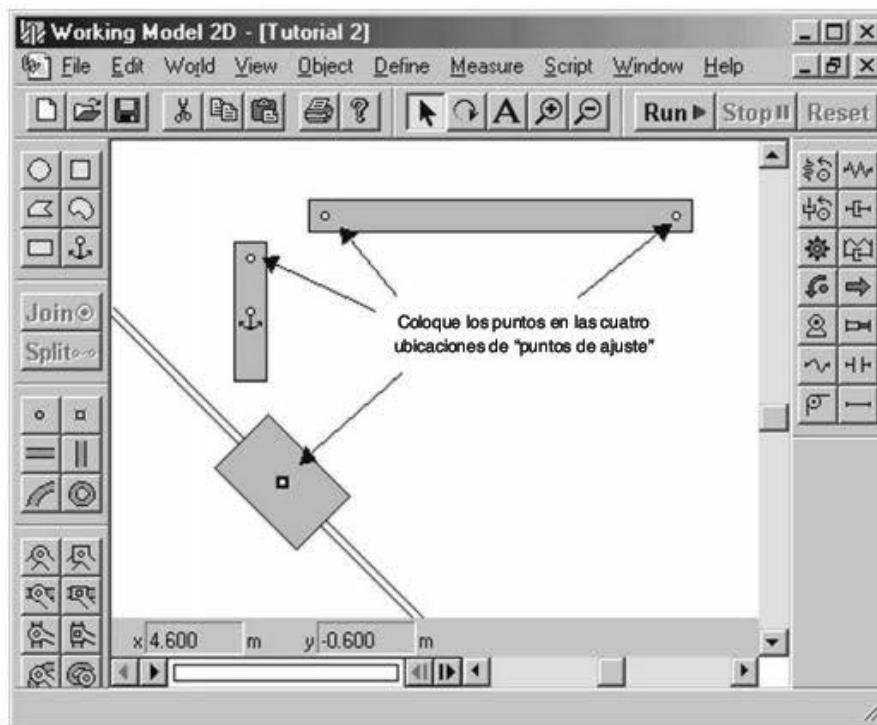 Working Model 2D - [Tutorial 2]
File Edit World View Object Define Measure Script Window Help
A Run Stop Reset
Join
Split
Coloque los puntos en las cuatro
ubicaciones de "puntos de ajuste"
x 4.600 m y -0.600 m